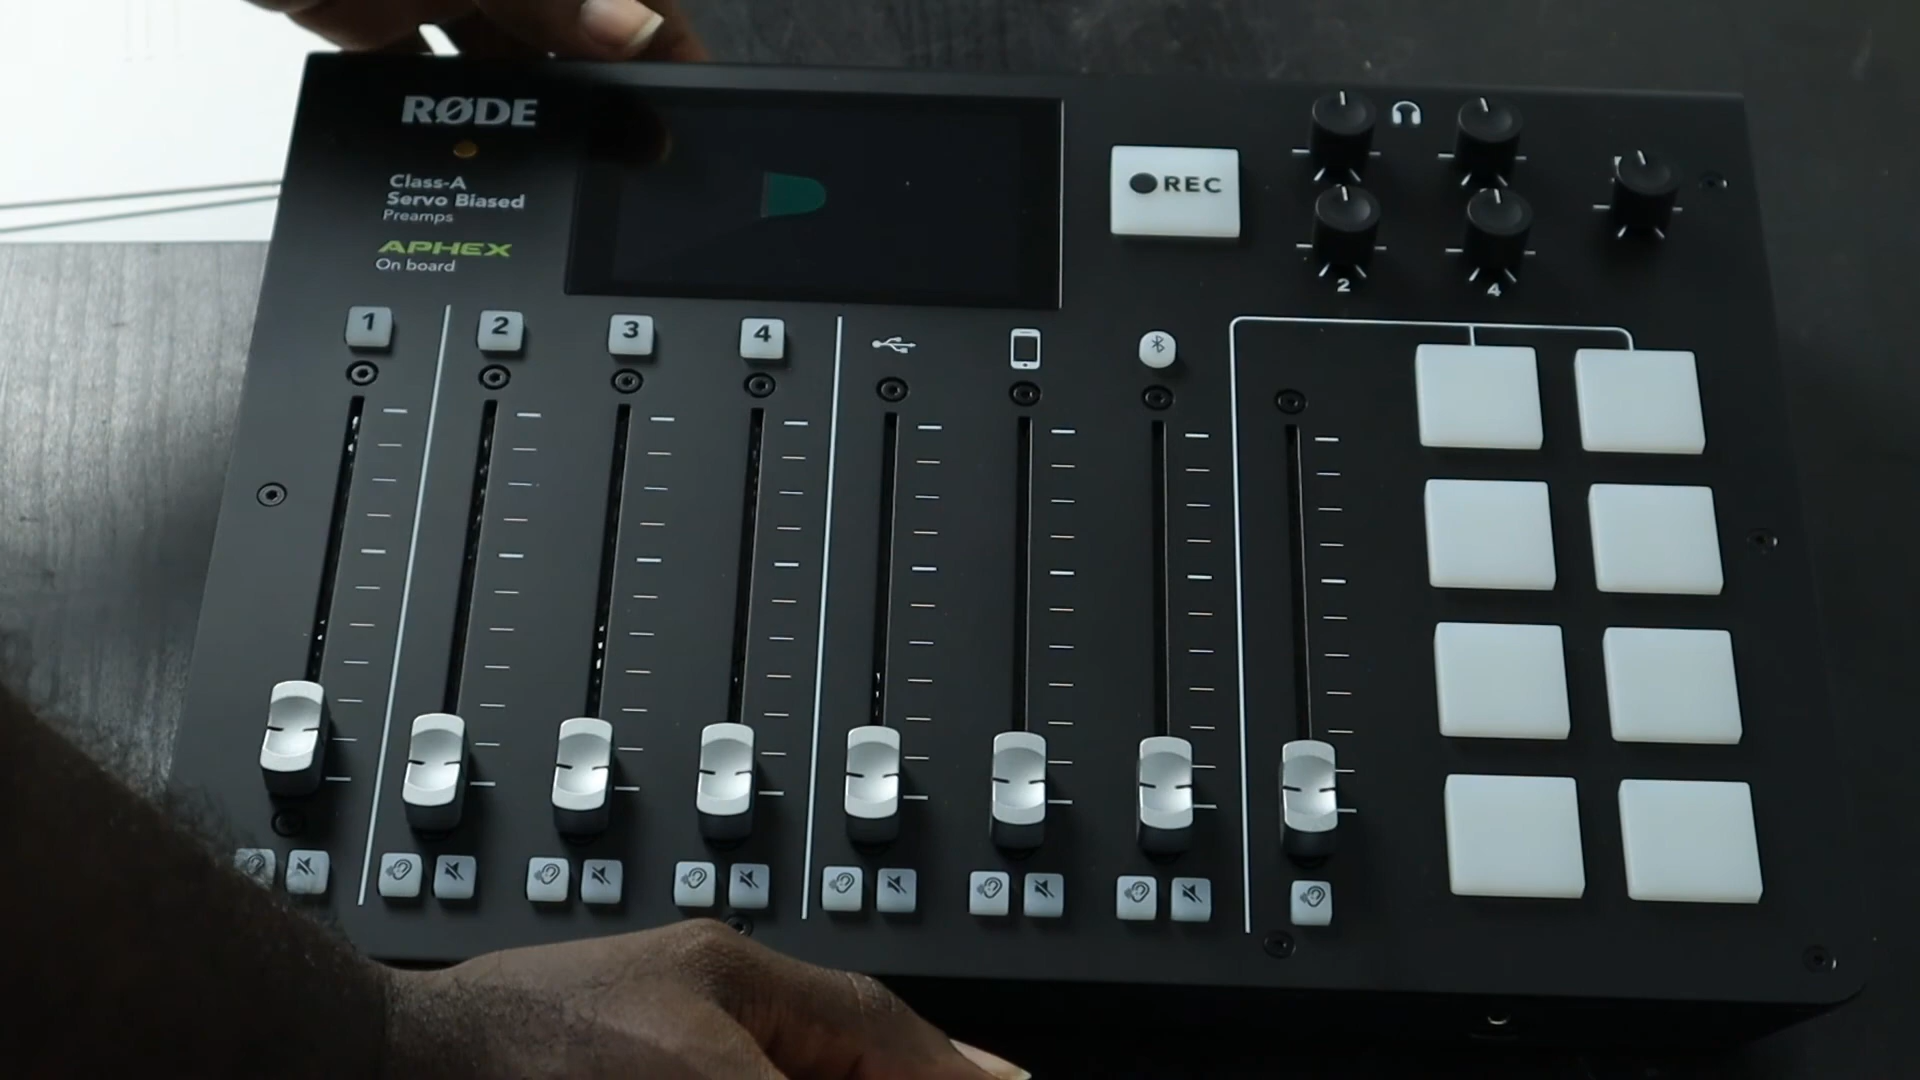 RØDE
Class-A
Servo Biased
Preamps
APHEX
On board
REC
2
4
1
2
3
4